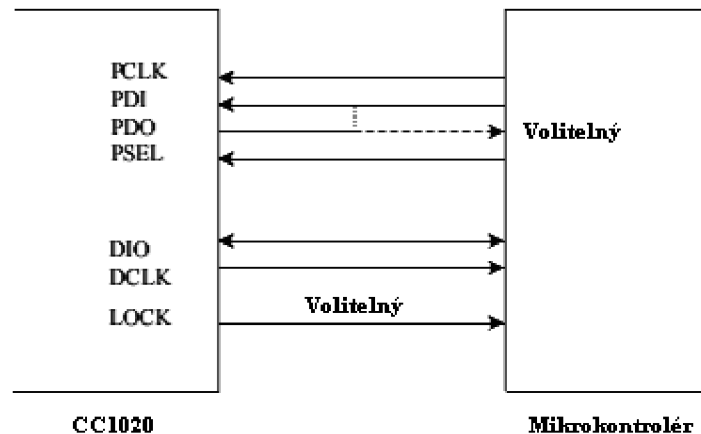 PCLK
PDI
PDO
PSEL
Volitelný
DIO
DCLK
LOCK
Volitelný
CC1020
Mikrokontrolér